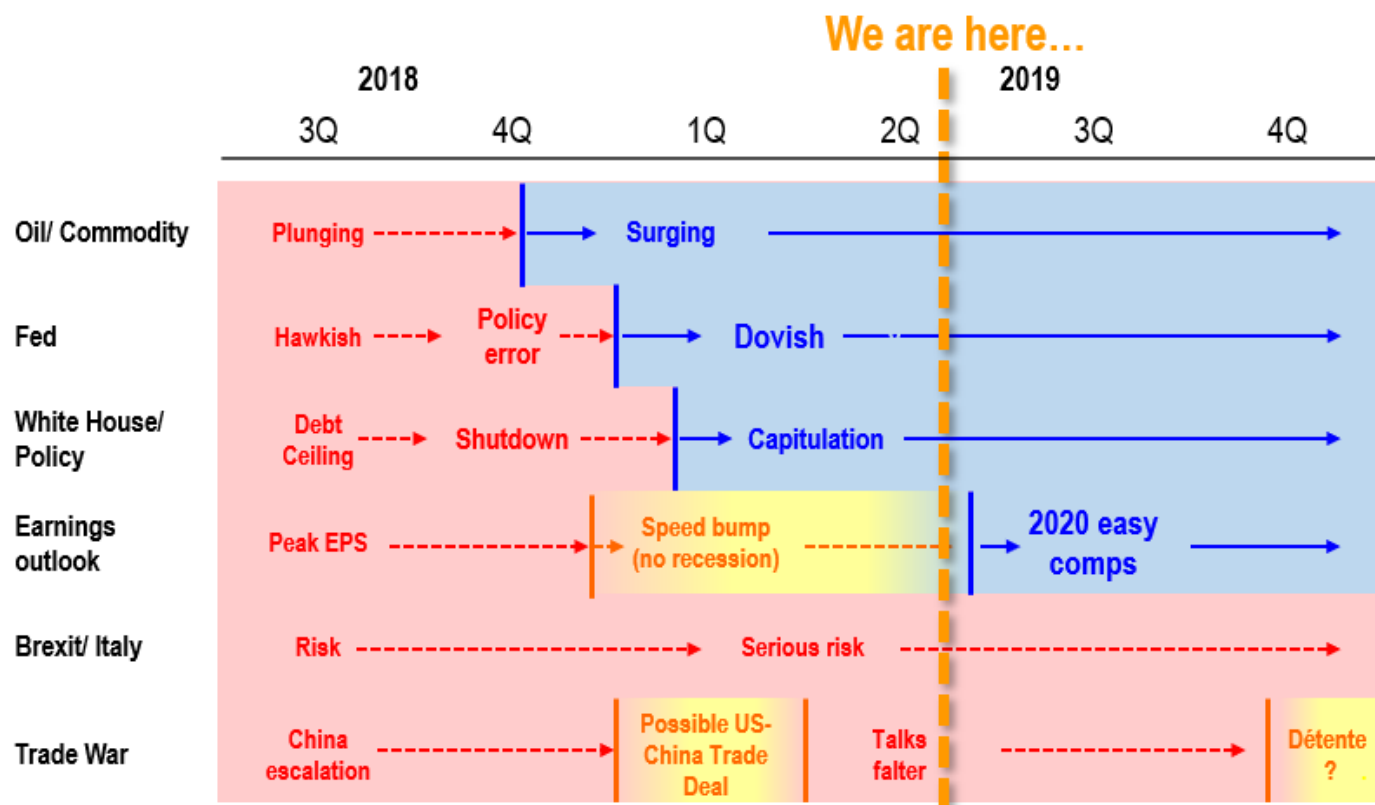 We are here…
2018
2019
3Q 4Q 1Q 2Q 3Q 4Q
Oil/ Commodity
Plunging
Surging
Fed
Hawkish
Policy
error
Dovish
White House/
Policy
Debt
Ceiling
Shutdown
Capitulation
Earnings
outlook
Peak EPS
Speed bump
(no recession)
2020 easy
comps
Brexit/ Italy
Risk
Serious risk
Trade War
China
escalation
Possible US-
China Trade
Deal
Talks
falter
Détente
?